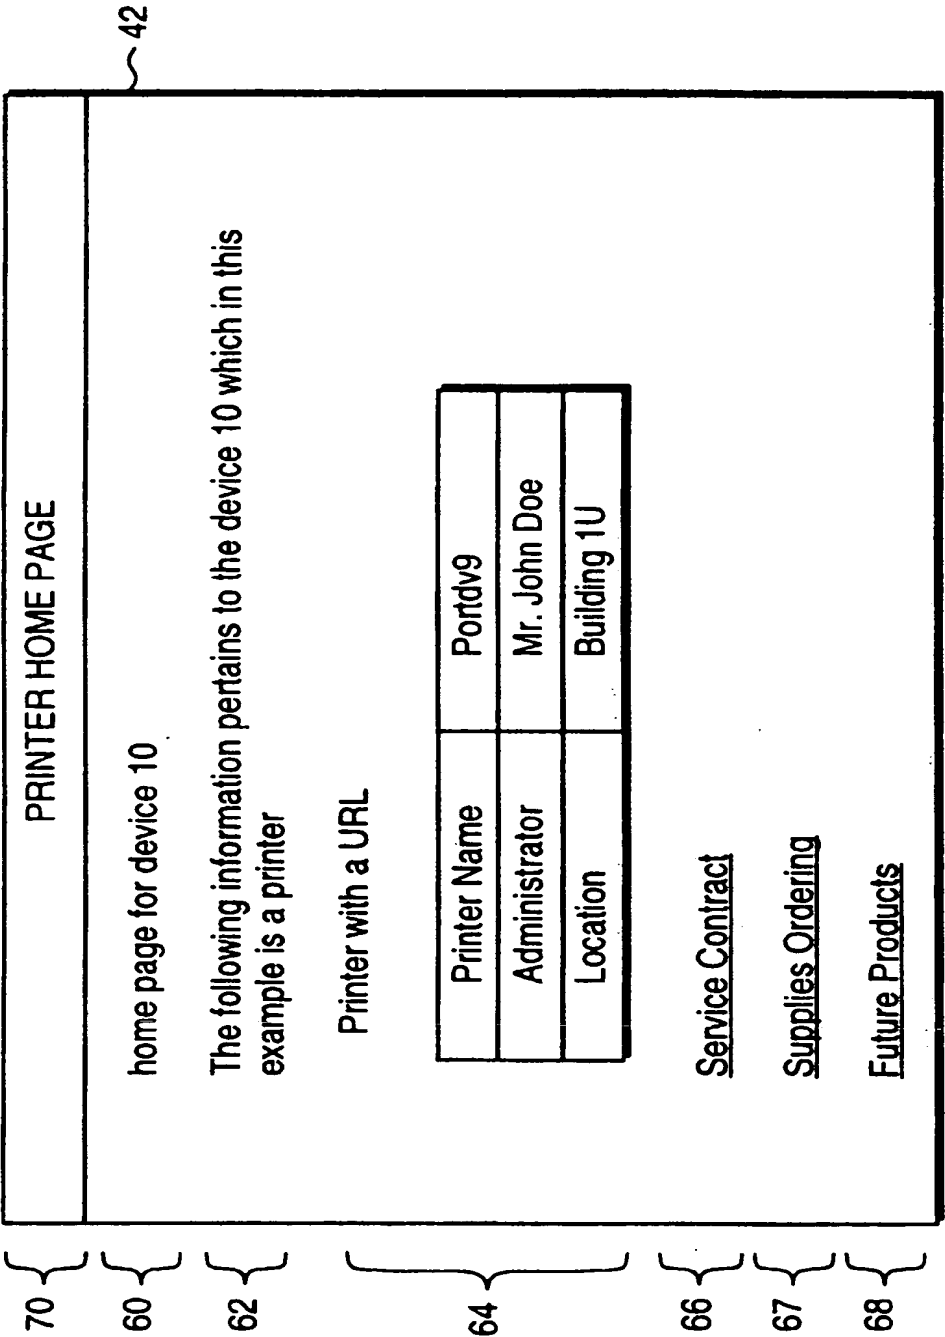 42
70 PRINTER HOME PAGE
60 home page for device 10
62 The following information pertains to the device 10 which in this
example is a printer
Printer with a URL
64
Printer Name Portdv9
Administrator Mr. John Doe
Location Building 1U
66 Service Contract
67 Supplies Ordering
68 Future Products